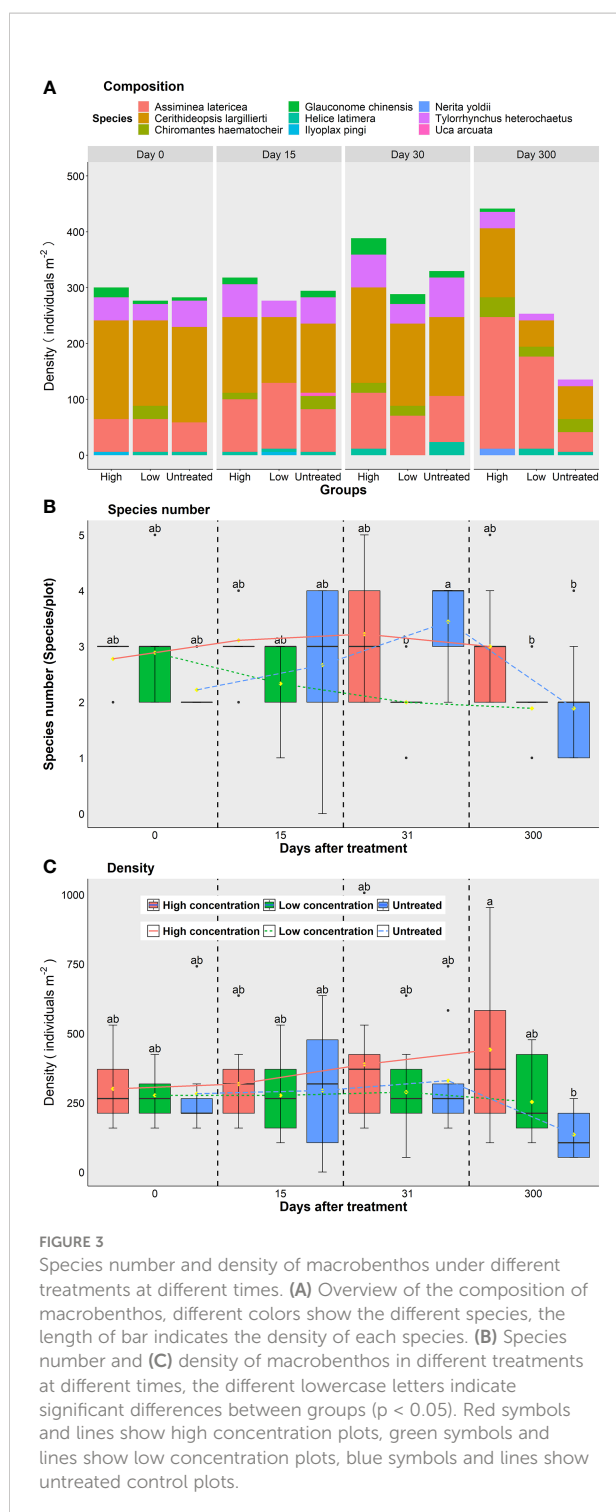 A Composition
Species
Assiminea latericea
Cerithideopsis largillierti
Chiromantes haematocheir
Glauconome chinensis
Helice latimera
Ilyoplax pingi
Nerita yoldii
Tylorrhynchus heterochaetus
Uca arcuata
Day 0 Day 15 Day 30 Day 300
Density ( individuals m⁻²)
500
400
300
200
100
0
High Low Untreated High Low Untreated High Low Untreated High Low Untreated
Groups
B Species number
Species number (Species/plot)
5
4
3
2
1
0
ab ab ab ab ab ab ab b a ab b b
0 15 31 300
Days after treatment
C Density
High concentration Low concentration Untreated
High concentration Low concentration Untreated
Density ( individuals m⁻²)
1000
750
500
250
0
ab ab ab ab ab ab ab ab ab a ab b
0 15 31 300
Days after treatment
FIGURE 3
Species number and density of macrobenthos under different
treatments at different times. (A) Overview of the composition of
macrobenthos, different colors show the different species, the
length of bar indicates the density of each species. (B) Species
number and (C) density of macrobenthos in different treatments
at different times, the different lowercase letters indicate
significant differences between groups (p < 0.05). Red symbols
and lines show high concentration plots, green symbols and
lines show low concentration plots, blue symbols and lines show
untreated control plots.